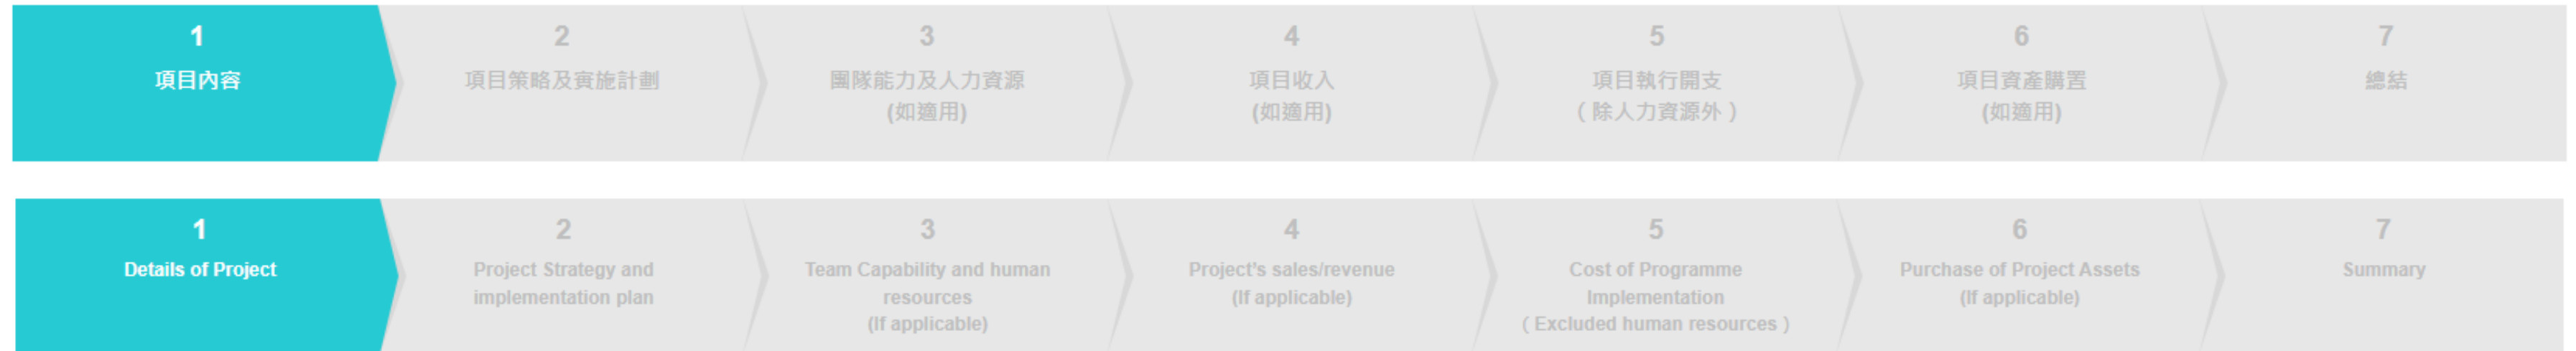 1
項目內容
2
項目策略及實施計劃
3
團隊能力及人力資源
(如適用)
4
項目收入
(如適用)
5
項目執行開支
（除人力資源外）
6
項目資產購置
(如適用)
7
總結
1
Details of Project
2
Project Strategy and
implementation plan
3
Team Capability and human
resources
(If applicable)
4
Project's sales/revenue
(If applicable)
5
Cost of Programme
Implementation
（Excluded human resources）
6
Purchase of Project Assets
(If applicable)
7
Summary